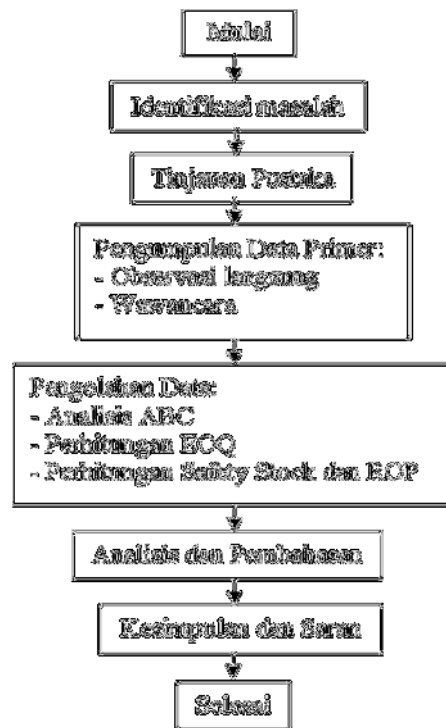 Mulai
Identifikasi masalah
Tinjauan Pustaka
Pengumpulan Data Primer:
- Observasi langsung
- Wawancara
Pengolahan Data:
- Analisis ABC
- Perhitungan EOQ
- Perhitungan Safety Stock dan ROP
Analisis dan Pembahasan
Kesimpulan dan Saran
Selesai